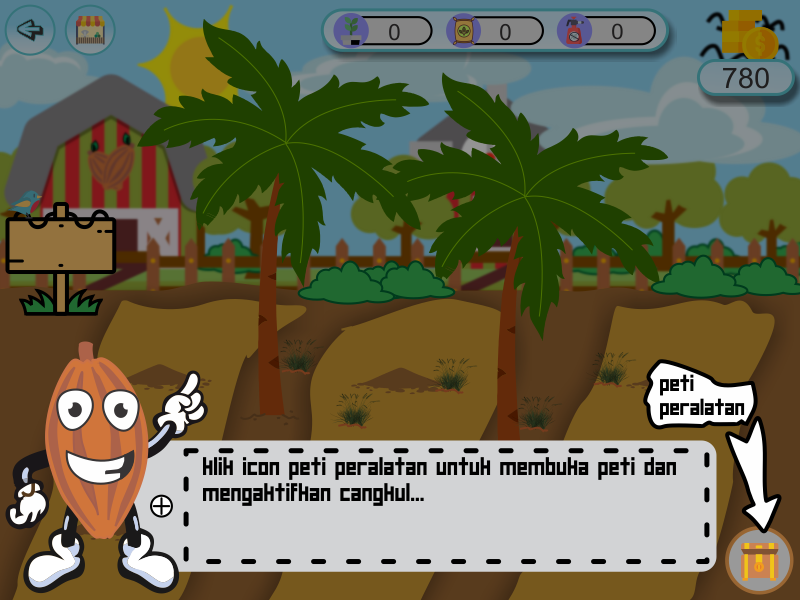 0
0
0
780
peti
peralatan
klik icon peti peralatan untuk membuka peti dan
mengaktifkan cangkul...